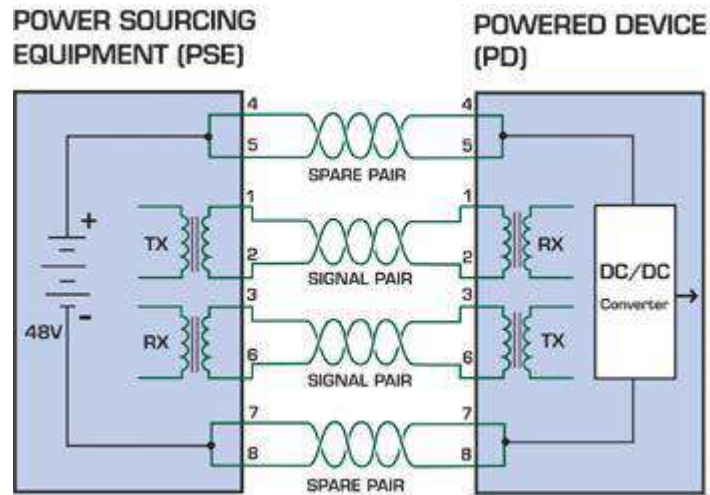 POWER SOURCING
EQUIPMENT (PSE)
POWERED DEVICE
(PD)
4
4
5
5
SPARE PAIR
1
1
+
TX
RX
2
2
SIGNAL PAIR
DC/DC
Converter
3
3
-
48V
RX
TX
6
6
SIGNAL PAIR
7
7
8
8
SPARE PAIR